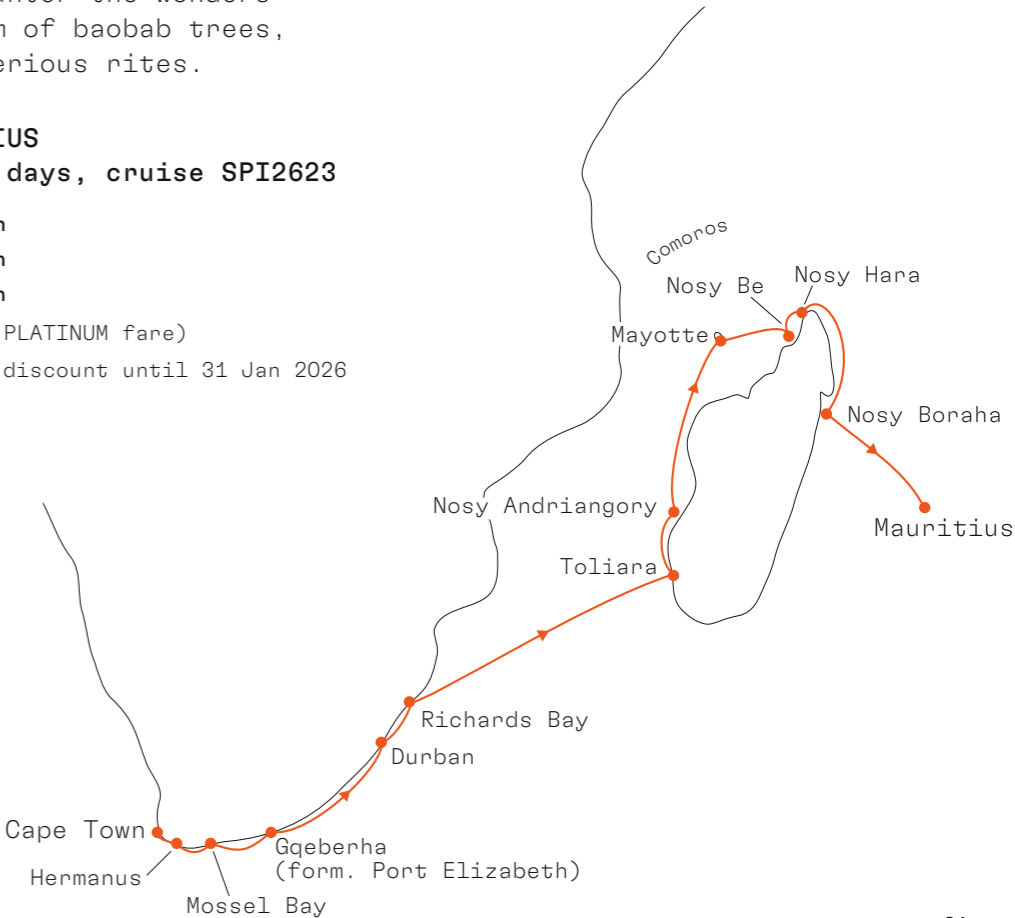 of baobab trees,
rites.
days, cruise SPI2623
PLATINUM fare)
discount until 31 Jan 2026
Comoros
Nosy Hara
Nosy Be
Mayotte
Nosy Boraha
Nosy Andriangory
Mauritius
Toliara
Richards Bay
Durban
Cape Town
Gqeberha
(form. Port Elizabeth)
Hermanus
Mossel Bay